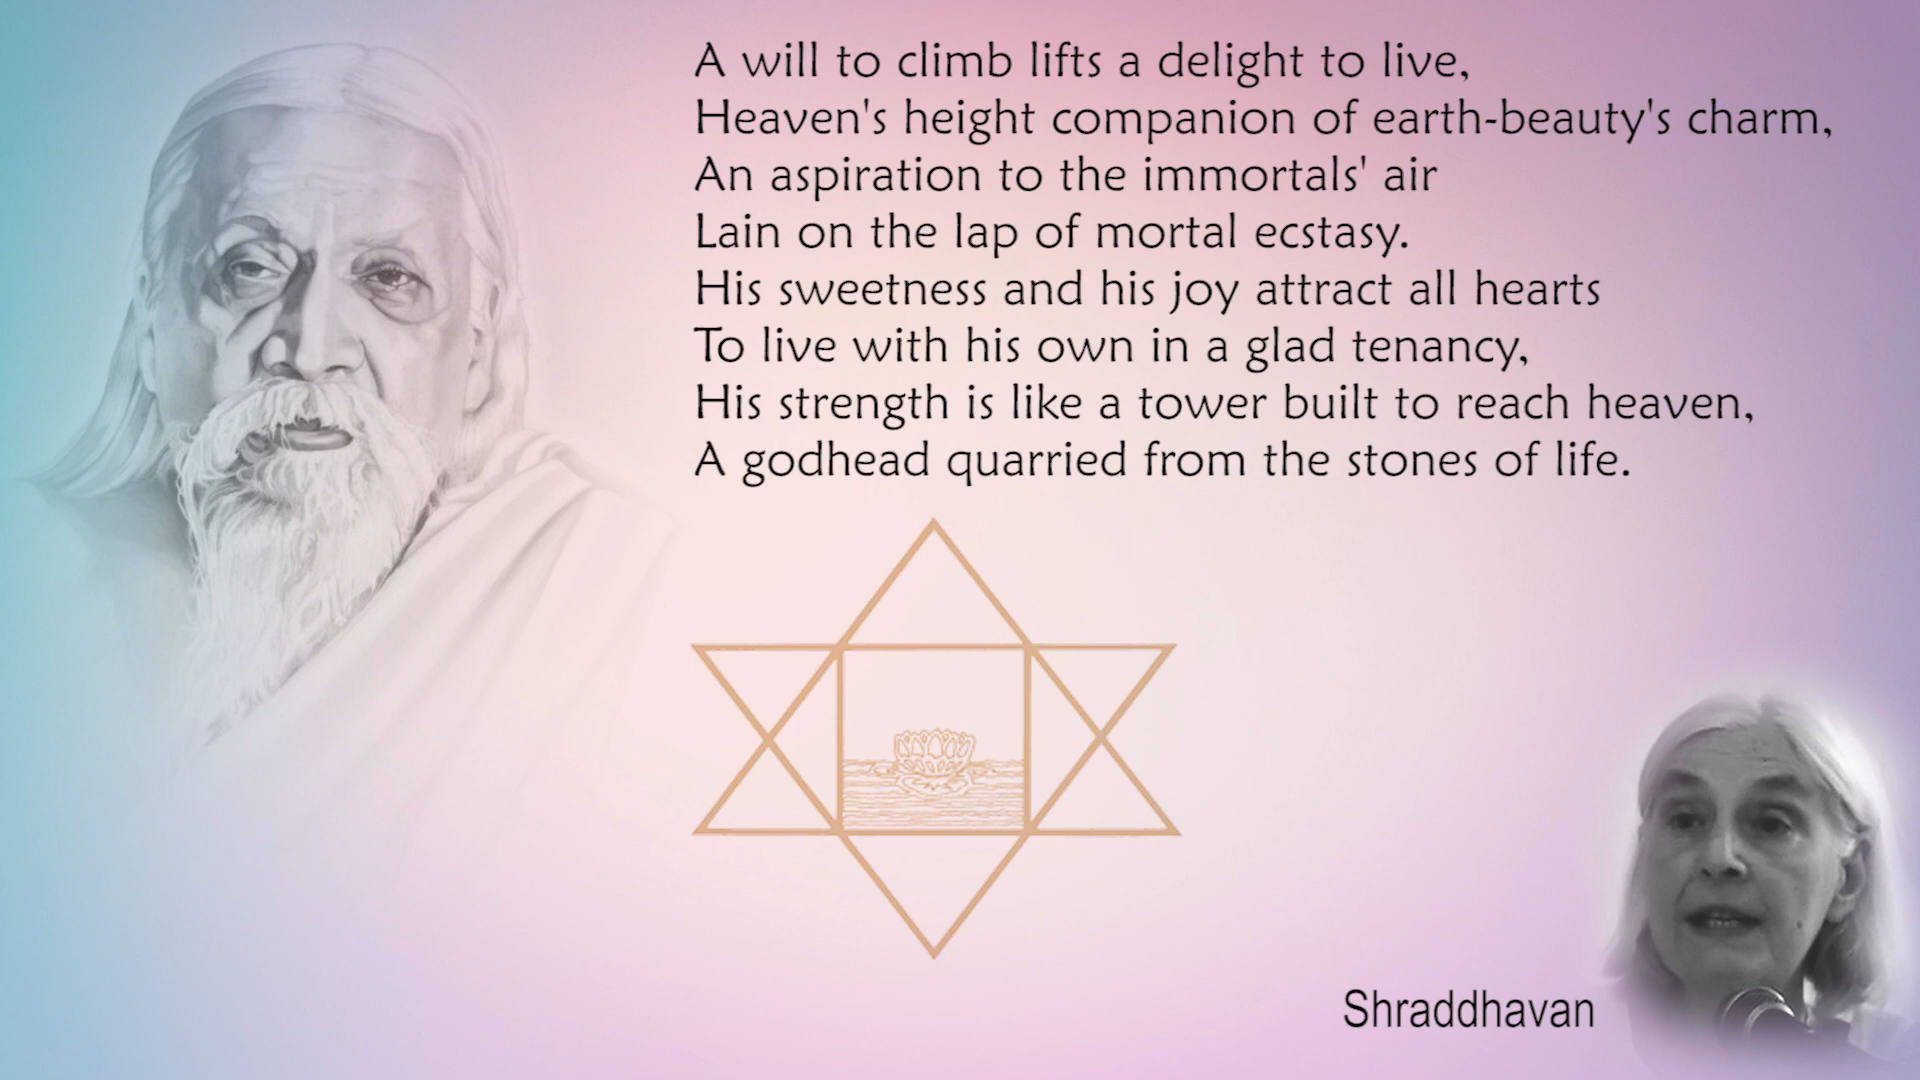 A will to climb lifts a delight to live,
Heaven's height companion of earth-beauty's charm,
An aspiration to the immortals' air
Lain on the lap of mortal ecstasy.
His sweetness and his joy attract all hearts
To live with his own in a glad tenancy,
His strength is like a tower built to reach heaven,
A godhead quarried from the stones of life.
Shraddhavan